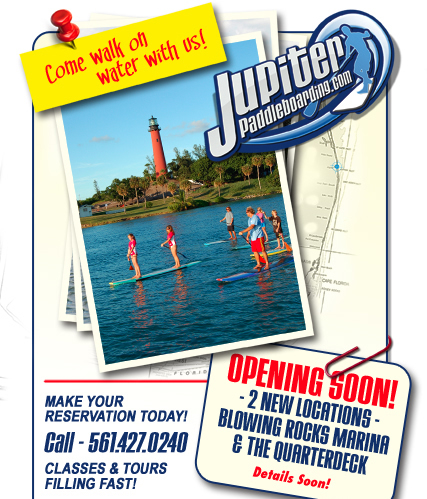 Come walk on
water with us!
Jupiter
Paddleboarding.com
MAKE YOUR
RESERVATION TODAY!
Call - 561.427.0240
CLASSES & TOURS
FILLING FAST!
OPENING SOON!
- 2 NEW LOCATIONS -
BLOWING ROCKS MARINA
& THE QUARTERDECK
Details Soon!